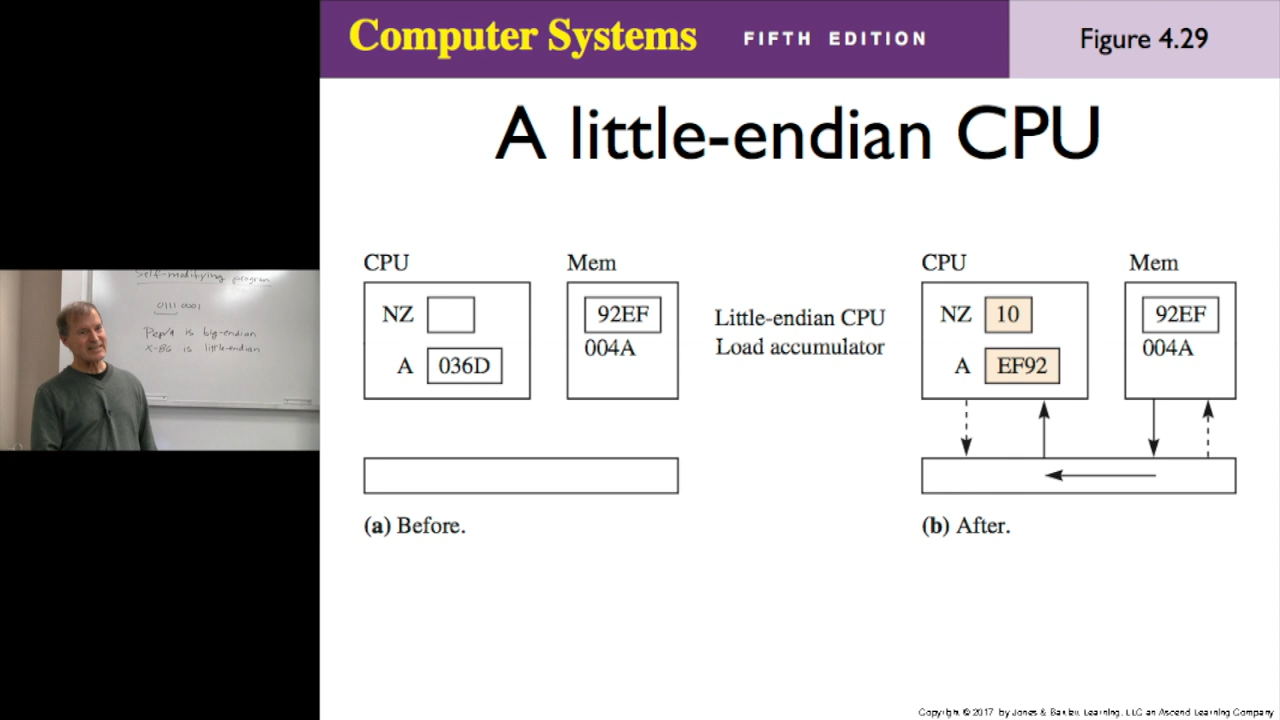 Computer Systems FIFTH EDITION Figure 4.29
A little-endian CPU
Self-modifying program
0111 0001
Pep/9 is big-endian
X-86 is little-endian
CPU Mem
NZ 92EF
004A
A 036D
(a) Before.
Little-endian CPU
Load accumulator
CPU Mem
NZ 10 92EF
004A
A EF92
(b) After.
Copyright © 2017 by Jones & Bartlett Learning, LLC an Ascend Learning Company